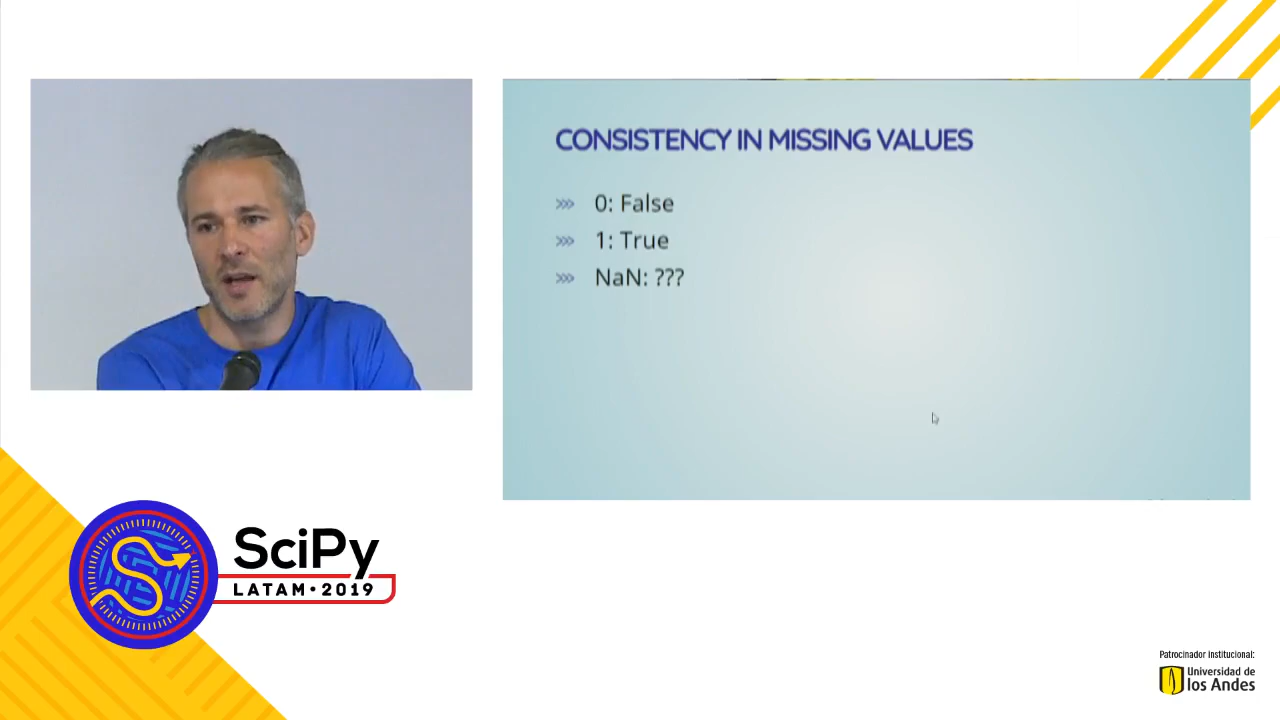 CONSISTENCY IN MISSING VALUES
0: False
1: True
NaN: ???
SciPy
LATAM·2019
Patrocinador institucional:
Universidad de
los Andes